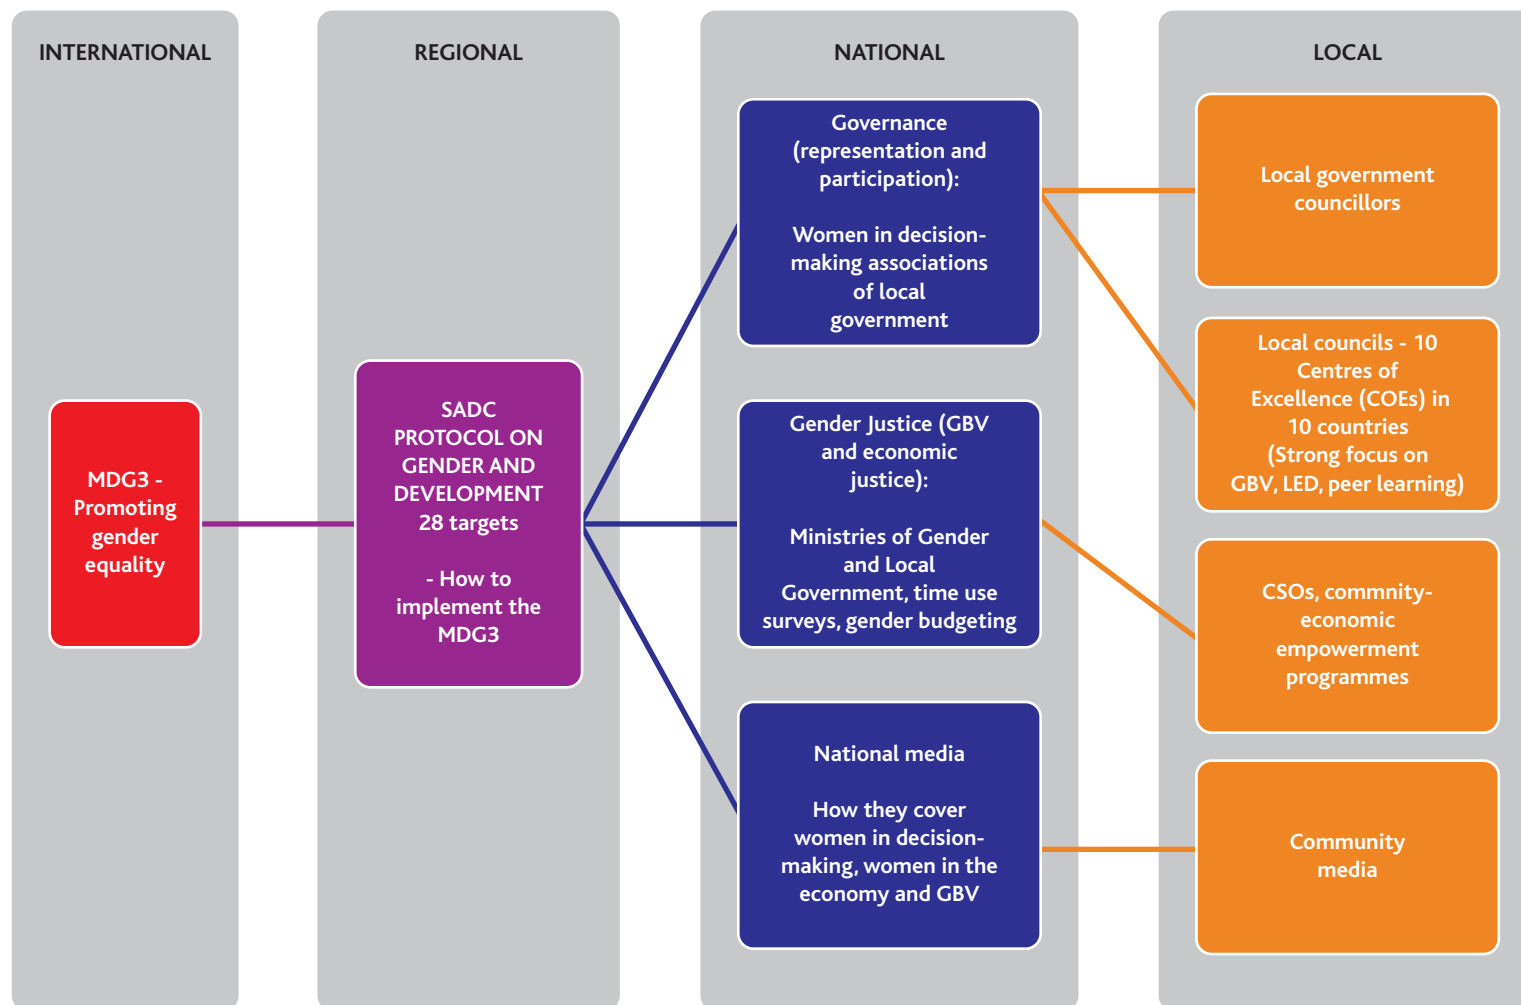 INTERNATIONAL
MDG3 -
Promoting
gender
equality
REGIONAL
SADC
PROTOCOL ON
GENDER AND
DEVELOPMENT
28 targets
- How to
implement the
MDG3
NATIONAL
Governance
(representation and
participation):
Women in decision-
making associations
of local
government
Gender Justice (GBV
and economic
justice):
Ministries of Gender
and Local
Government, time use
surveys, gender budgeting
National media
How they cover
women in decision-
making, women in the
economy and GBV
LOCAL
Local government
councillors
Local councils - 10
Centres of
Excellence (COEs) in
10 countries
(Strong focus on
GBV, LED, peer learning)
CSOs, commnity-
economic
empowerment
programmes
Community
media